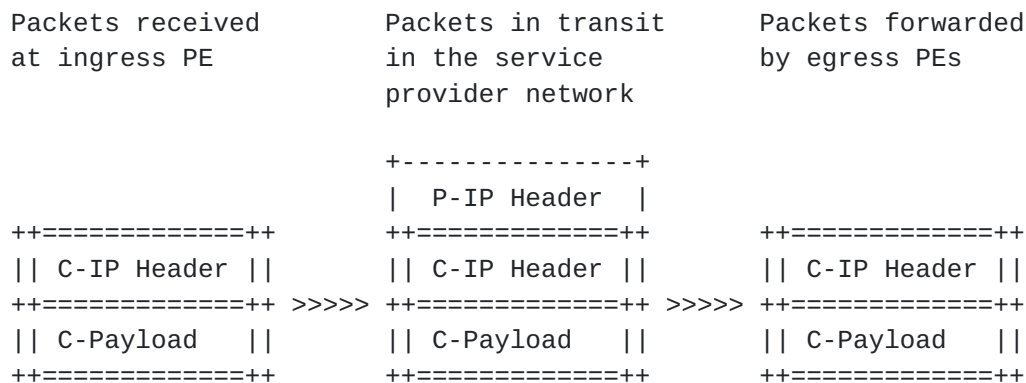 Packets received        Packets in transit      Packets forwarded
at ingress PE           in the service          by egress PEs
                        provider network

                        +---------------+
                        |  P-IP Header  |
++=============++       ++=============++       ++=============++
|| C-IP Header ||       || C-IP Header ||       || C-IP Header ||
++=============++ >>>>> ++=============++ >>>>> ++=============++
|| C-Payload   ||       || C-Payload   ||       || C-Payload   ||
++=============++       ++=============++       ++=============++